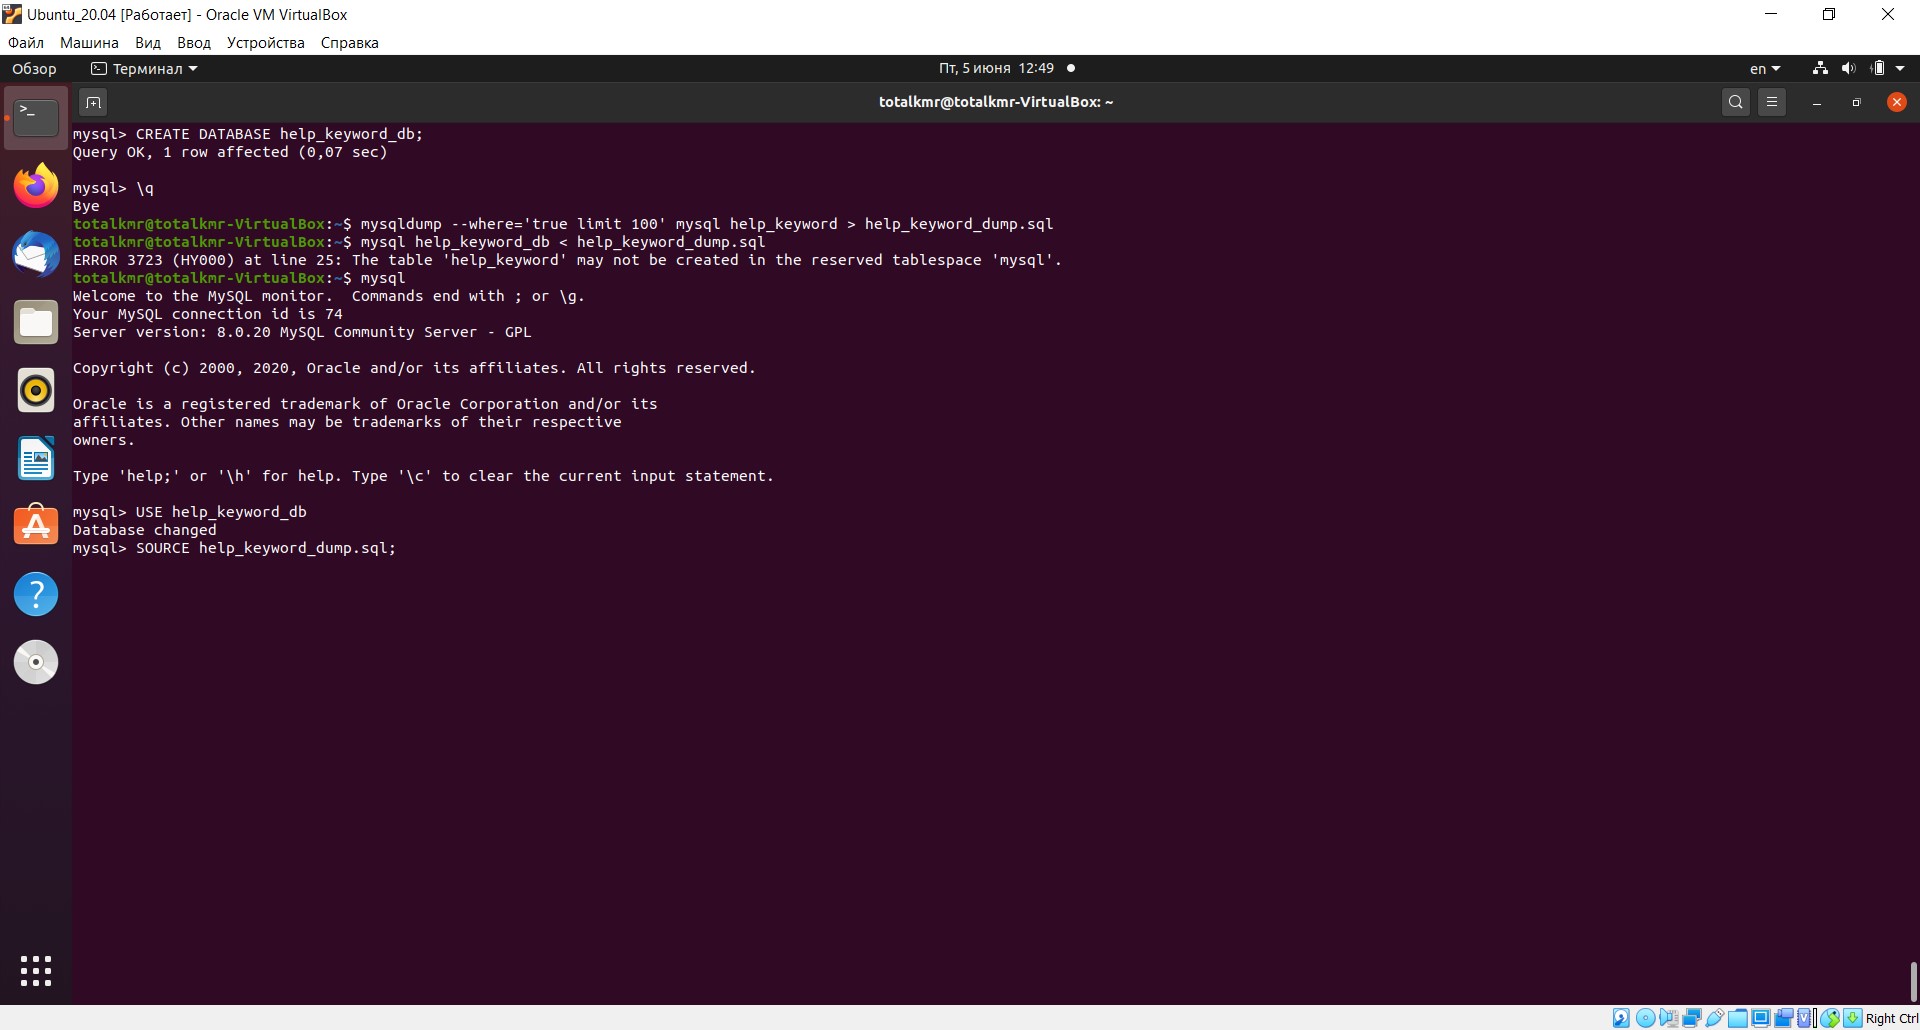 Ubuntu_20.04 [Работает] - Oracle VM VirtualBox
Файл Машина Вид Ввод Устройства Справка
Обзор Терминал Пт, 5 июня 12:49 en
totalkmr@totalkmr-VirtualBox: ~
mysql> CREATE DATABASE help_keyword_db;
Query OK, 1 row affected (0,07 sec)
mysql> \q
Bye
totalkmr@totalkmr-VirtualBox:~$ mysqldump --where='true limit 100' mysql help_keyword > help_keyword_dump.sql
totalkmr@totalkmr-VirtualBox:~$ mysql help_keyword_db < help_keyword_dump.sql
ERROR 3723 (HY000) at line 25: The table 'help_keyword' may not be created in the reserved tablespace 'mysql'.
totalkmr@totalkmr-VirtualBox:~$ mysql
Welcome to the MySQL monitor.  Commands end with ; or \g.
Your MySQL connection id is 74
Server version: 8.0.20 MySQL Community Server - GPL
Copyright (c) 2000, 2020, Oracle and/or its affiliates. All rights reserved.
Oracle is a registered trademark of Oracle Corporation and/or its
affiliates. Other names may be trademarks of their respective
owners.
Type 'help;' or '\h' for help. Type '\c' to clear the current input statement.
mysql> USE help_keyword_db
Database changed
mysql> SOURCE help_keyword_dump.sql;
Right Ctrl